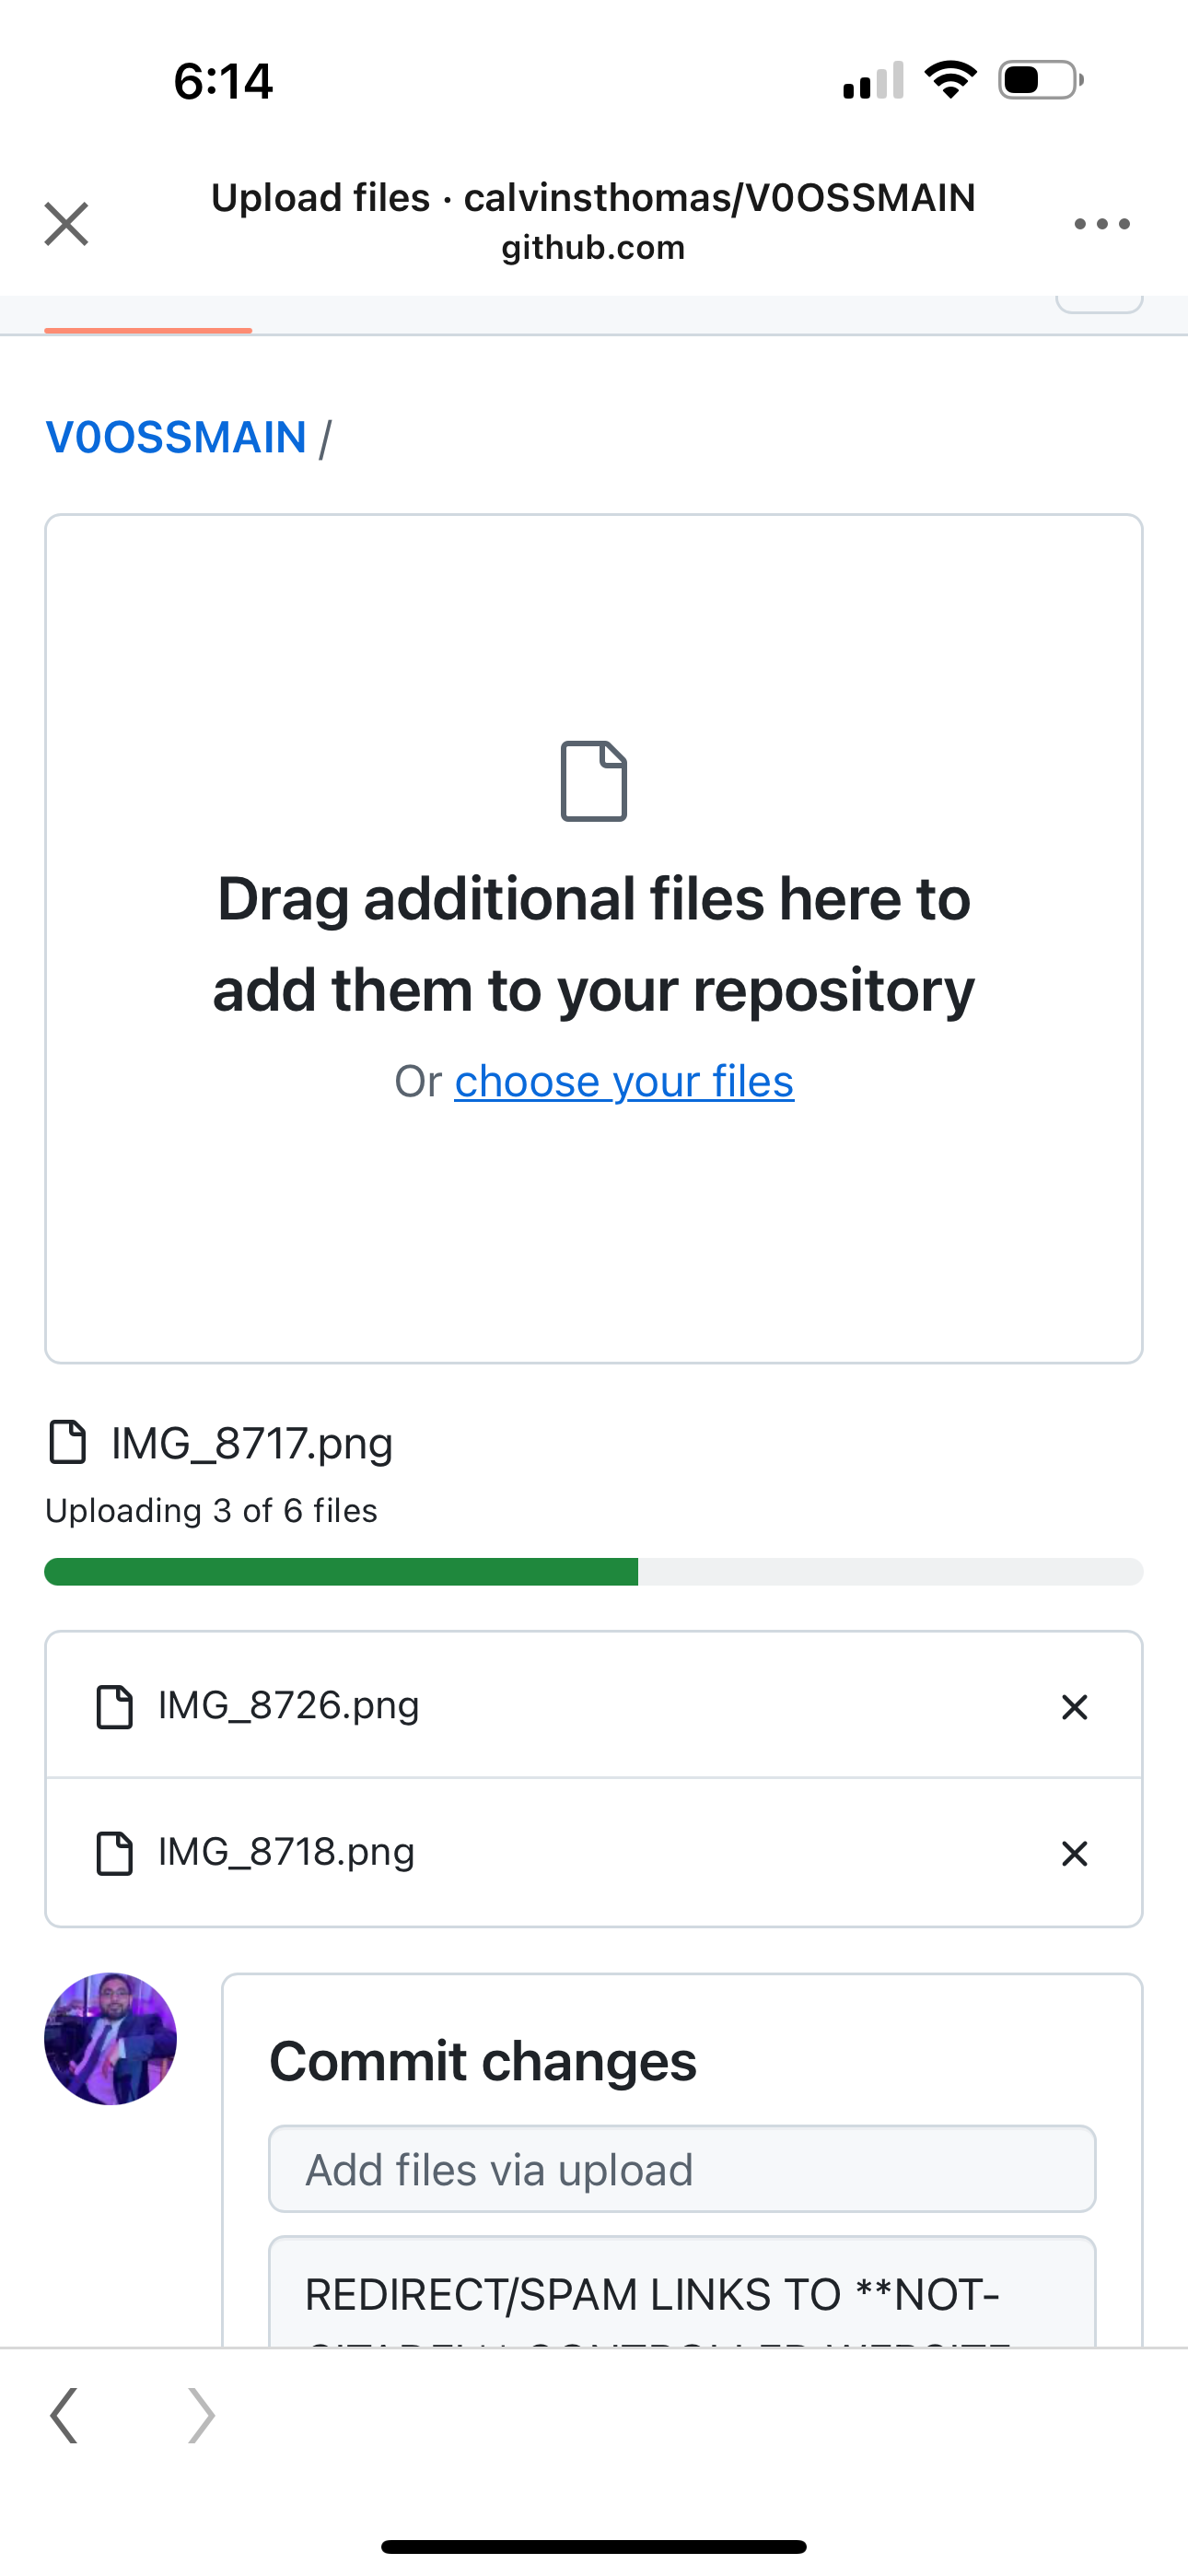 6:14
Upload files · calvinsthomas/V0OSSMAIN
github.com
V0OSSMAIN /
Drag additional files here to
add them to your repository
Or choose your files
IMG_8717.png
Uploading 3 of 6 files
IMG_8726.png
IMG_8718.png
Commit changes
Add files via upload
REDIRECT/SPAM LINKS TO **NOT-